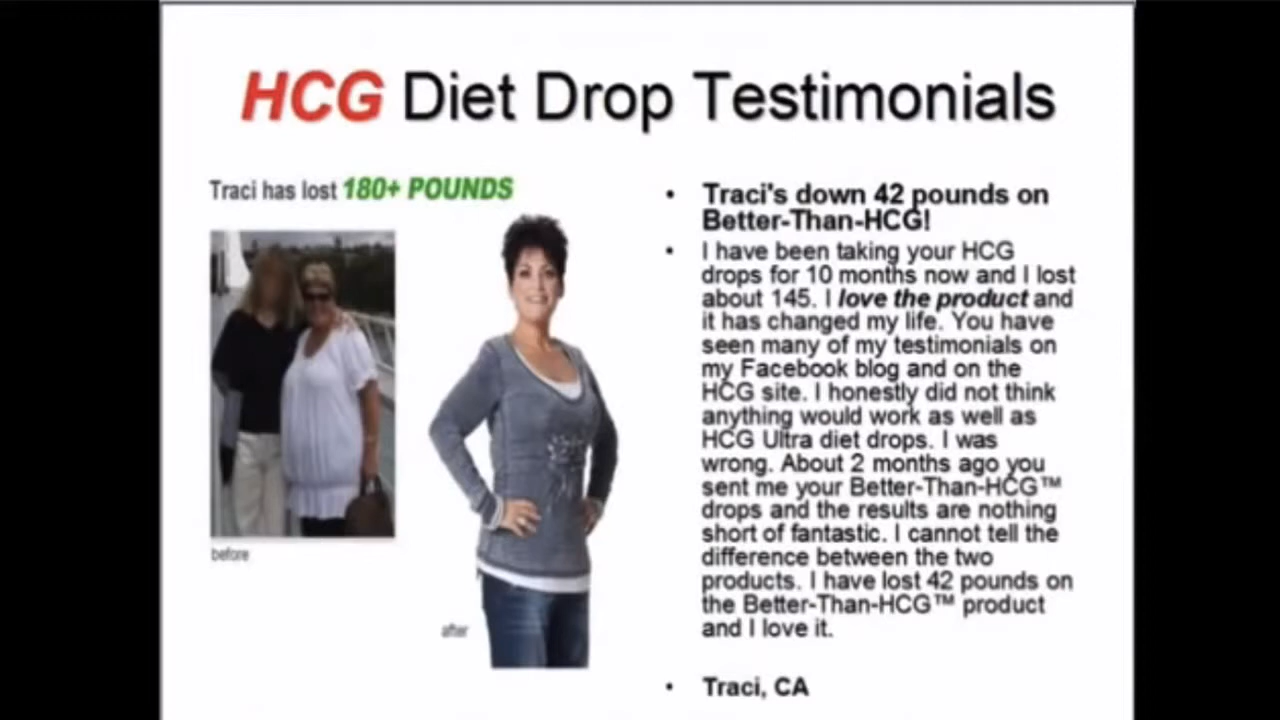 HCG Diet Drop Testimonials
Traci has lost 180+ POUNDS
before
after
• Traci's down 42 pounds on
Better-Than-HCG!
• I have been taking your HCG
drops for 10 months now and I lost
about 145. I love the product and
it has changed my life. You have
seen many of my testimonials on
my Facebook blog and on the
HCG site. I honestly did not think
anything would work as well as
HCG Ultra diet drops. I was
wrong. About 2 months ago you
sent me your Better-Than-HCG™
drops and the results are nothing
short of fantastic. I cannot tell the
difference between the two
products. I have lost 42 pounds on
the Better-Than-HCG™ product
and I love it.
• Traci, CA